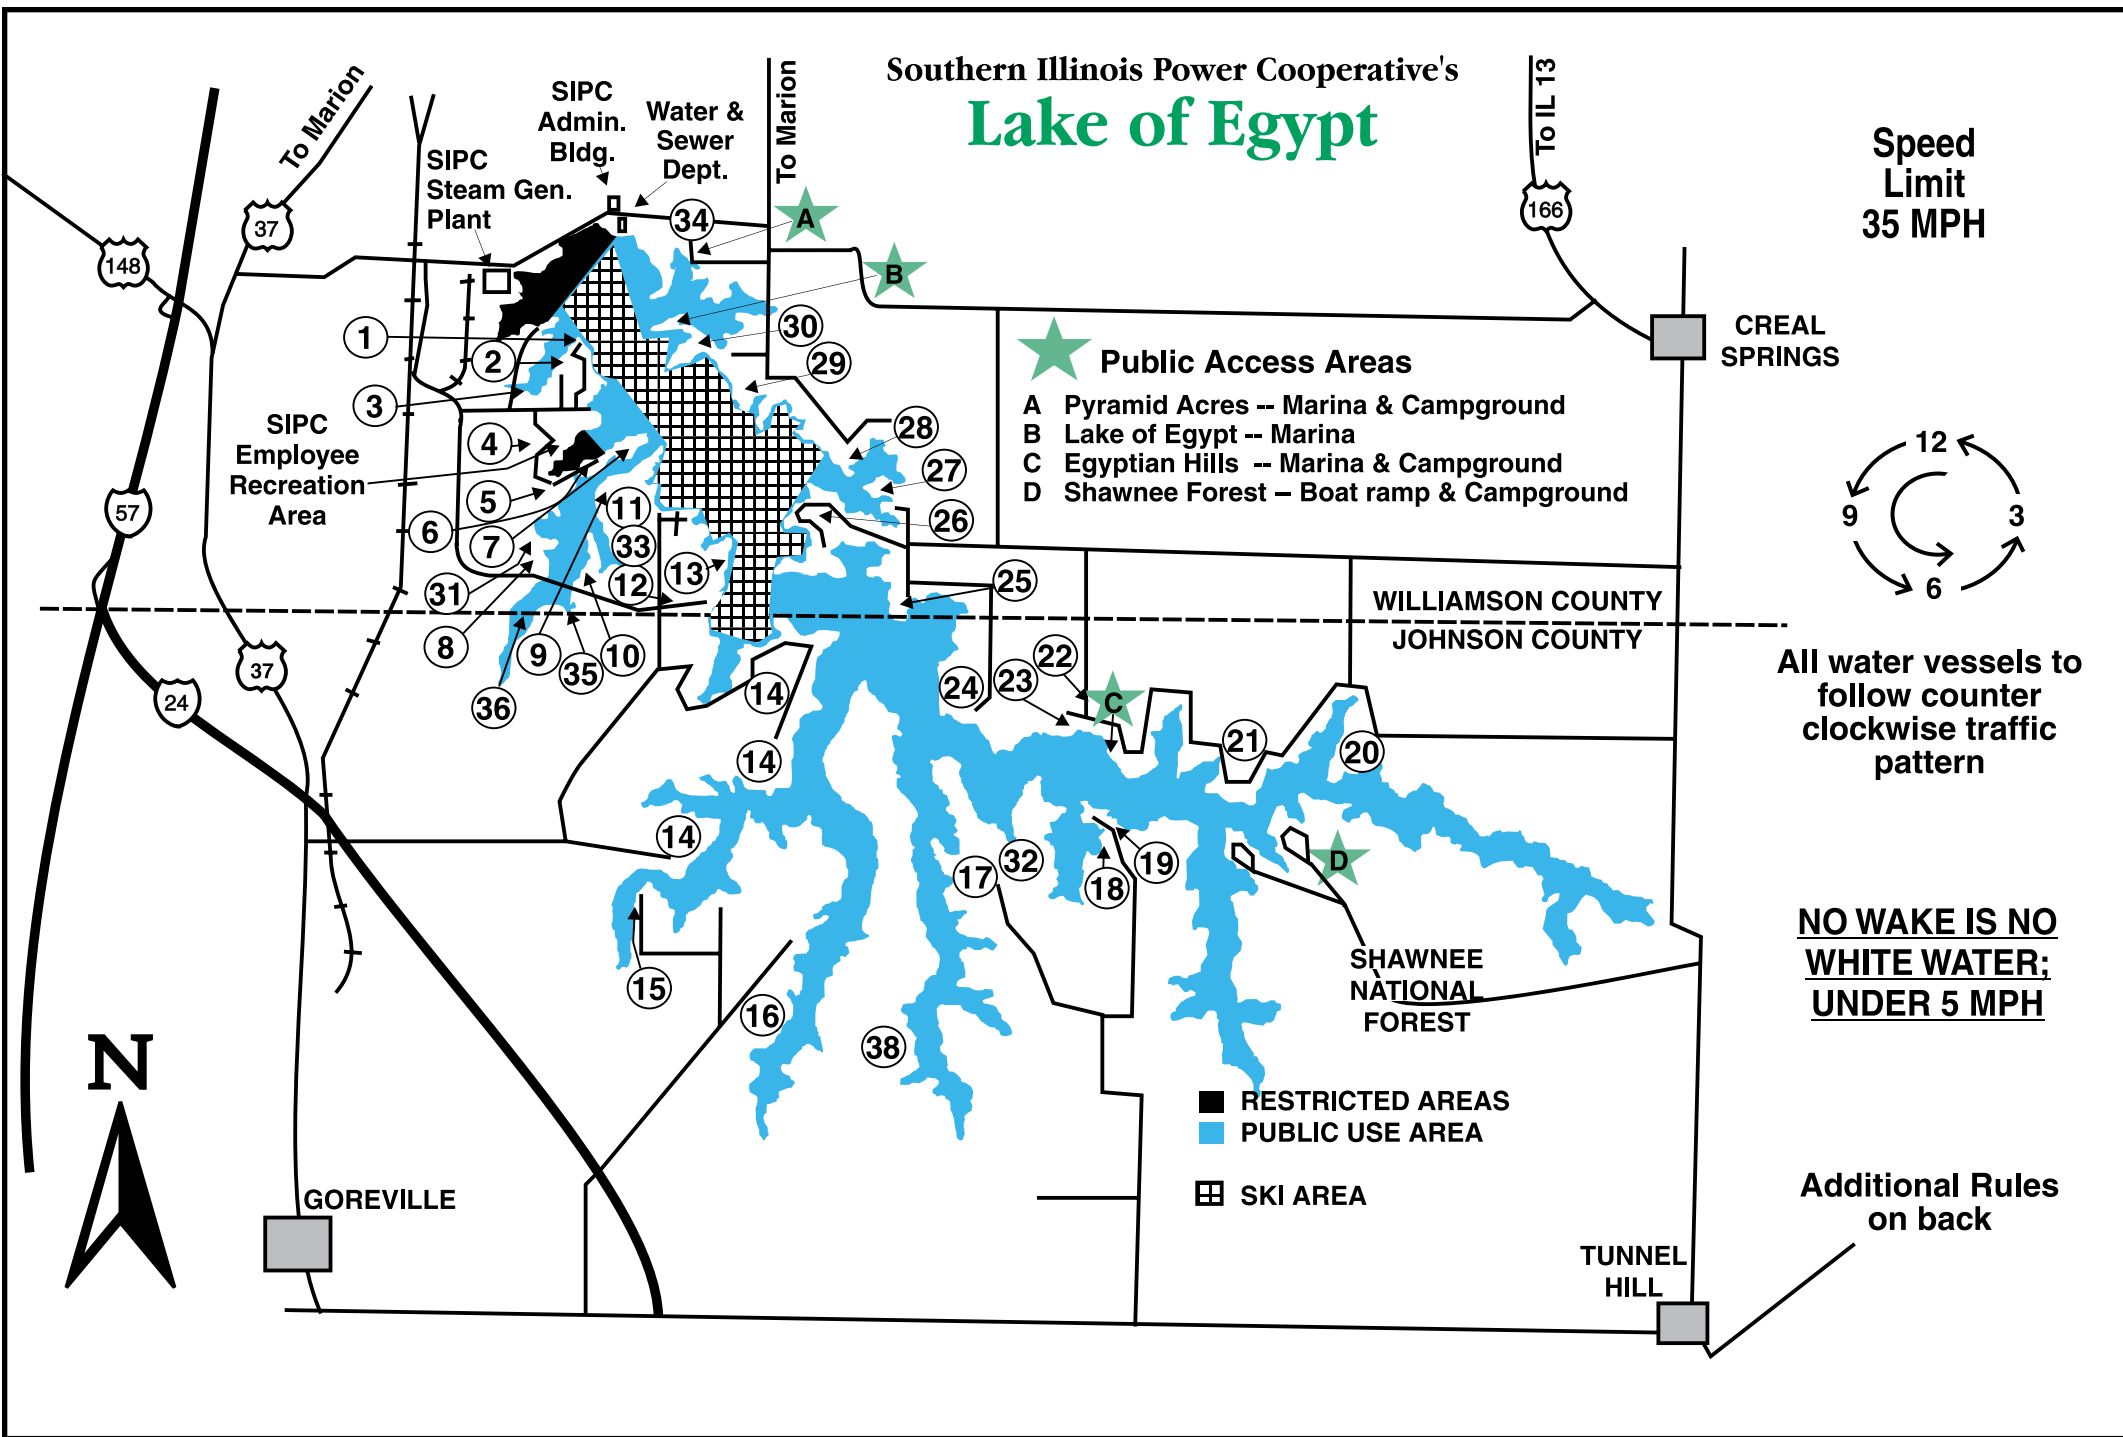 Southern Illinois Power Cooperative's
Lake of Egypt
To Marion
SIPC
Admin.
Bldg.
Water &
Sewer
Dept.
To Marion
To IL 13
Speed
Limit
35 MPH
SIPC
Steam Gen.
Plant
37
148
166
34
A
B
1
2
3
30
29
CREAL
SPRINGS
Public Access Areas
A Pyramid Acres -- Marina & Campground
B Lake of Egypt -- Marina
C Egyptian Hills -- Marina & Campground
D Shawnee Forest – Boat ramp & Campground
SIPC
Employee
Recreation
Area
4
5
6
7
28
27
26
12
9
3
6
57
11
33
12
13
31
8
9
35
10
36
25
WILLIAMSON COUNTY
JOHNSON COUNTY
37
24
14
14
14
24
23
22
C
21
20
All water vessels to
follow counter
clockwise traffic
pattern
17
32
18
19
D
15
16
38
SHAWNEE
NATIONAL
FOREST
NO WAKE IS NO
WHITE WATER;
UNDER 5 MPH
N
RESTRICTED AREAS
PUBLIC USE AREA
SKI AREA
GOREVILLE
Additional Rules
on back
TUNNEL
HILL